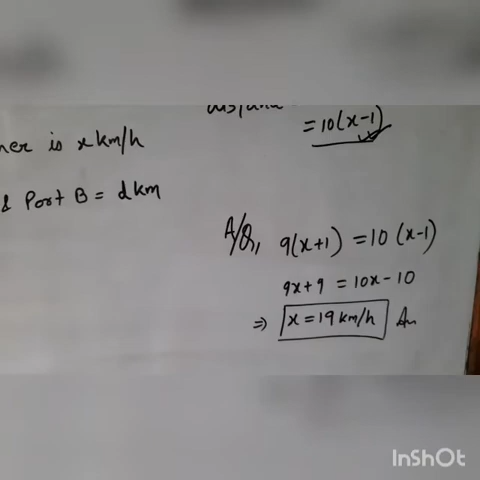 = 10(x-1)
ner is x km/h
& Port B = d km
A/Q, 9(x+1) = 10 (x-1)
9x+9 = 10x-10
⇒ x = 19 km/h An
InShOt